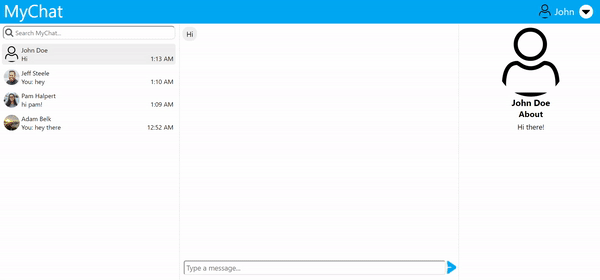 MyChat
John
Search MyChat...
John Doe
Hi
1:13 AM
Jeff Steele
You: hey
1:10 AM
Pam Halpert
hi pam!
1:09 AM
Adam Belk
You: hey there
12:52 AM
Hi
Type a message...
John Doe
About
Hi there!